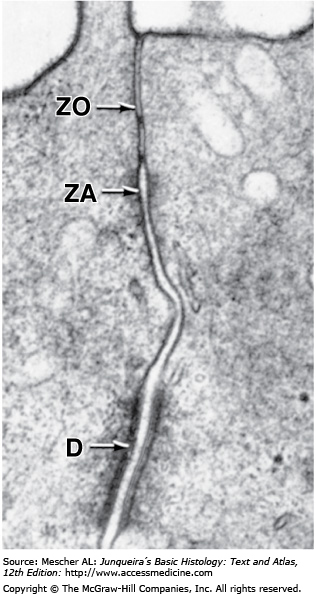 ZO
ZA
D
Source: Mescher AL: Junqueira´s Basic Histology: Text and Atlas,
12th Edition: http://www.accessmedicine.com
Copyright © The McGraw-Hill Companies, Inc. All rights reserved.